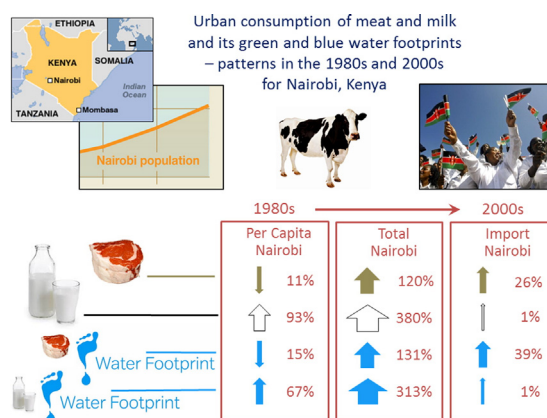 Urban consumption of meat and milk
and its green and blue water footprints
– patterns in the 1980s and 2000s
for Nairobi, Kenya
ETHIOPIA
KENYA
SOMALIA
Nairobi
Indian
Ocean
Mombasa
TANZANIA
Nairobi population
1980s 2000s
Per Capita
Nairobi
Total
Nairobi
Import
Nairobi
11% 120% 26%
93% 380% 1%
Water Footprint 15% 131% 39%
Water Footprint 67% 313% 1%